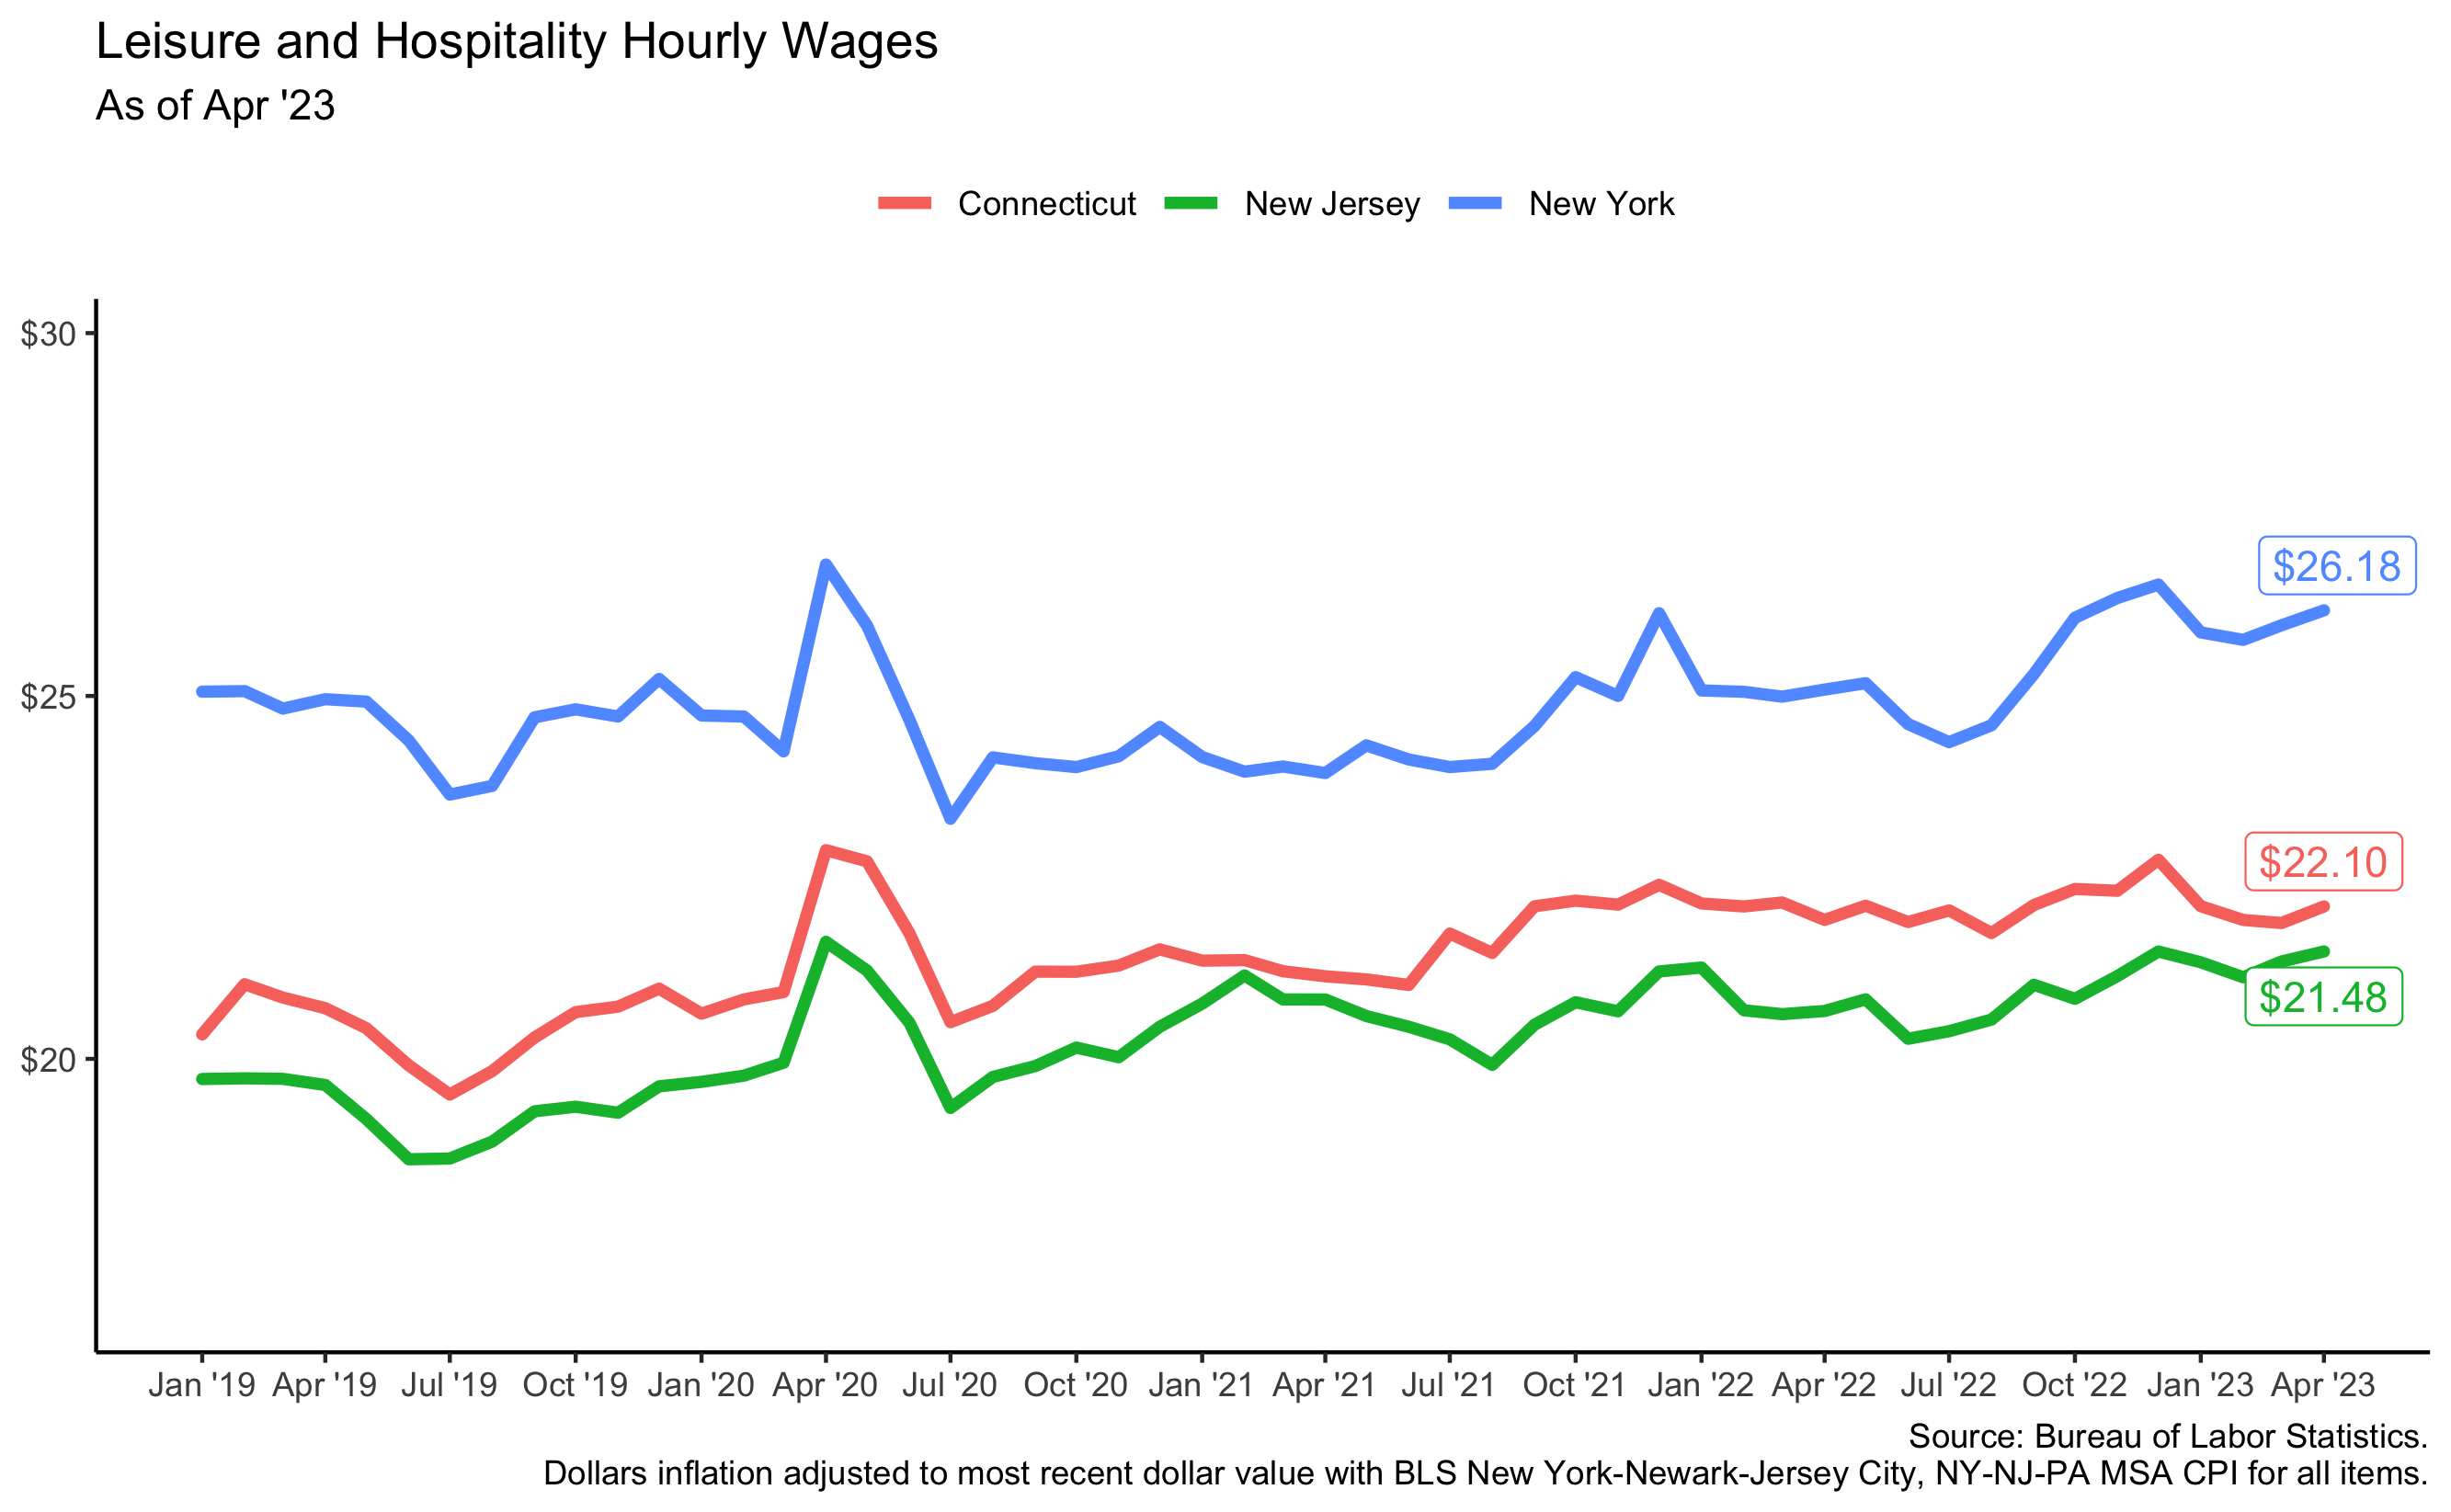 Leisure and Hospitality Hourly Wages
As of Apr '23
Connecticut New Jersey New York
$30
$25
$20
$26.18
$22.10
$21.48
Jan '19 Apr '19 Jul '19 Oct '19 Jan '20 Apr '20 Jul '20 Oct '20 Jan '21 Apr '21 Jul '21 Oct '21 Jan '22 Apr '22 Jul '22 Oct '22 Jan '23 Apr '23
Source: Bureau of Labor Statistics.
Dollars inflation adjusted to most recent dollar value with BLS New York-Newark-Jersey City, NY-NJ-PA MSA CPI for all items.